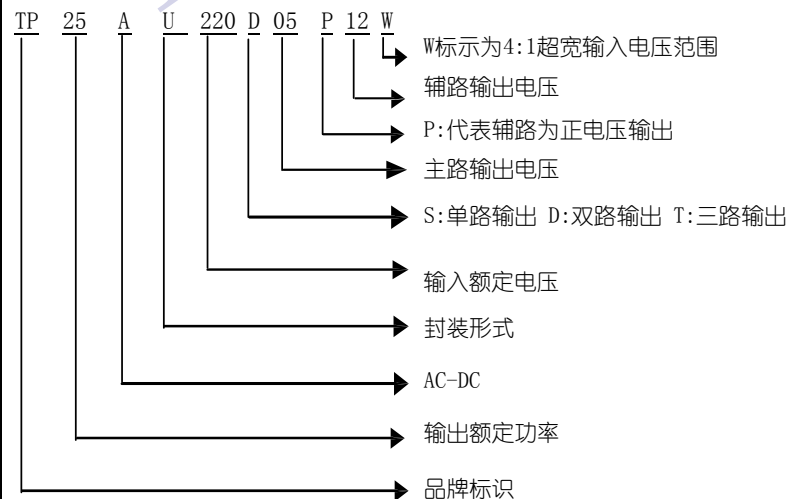 TP 25 A U 220 D 05 P 12 W
W标示为4:1超宽输入电压范围
辅路输出电压
P:代表辅路为正电压输出
主路输出电压
S:单路输出 D:双路输出 T:三路输出
输入额定电压
封装形式
AC-DC
输出额定功率
品牌标识